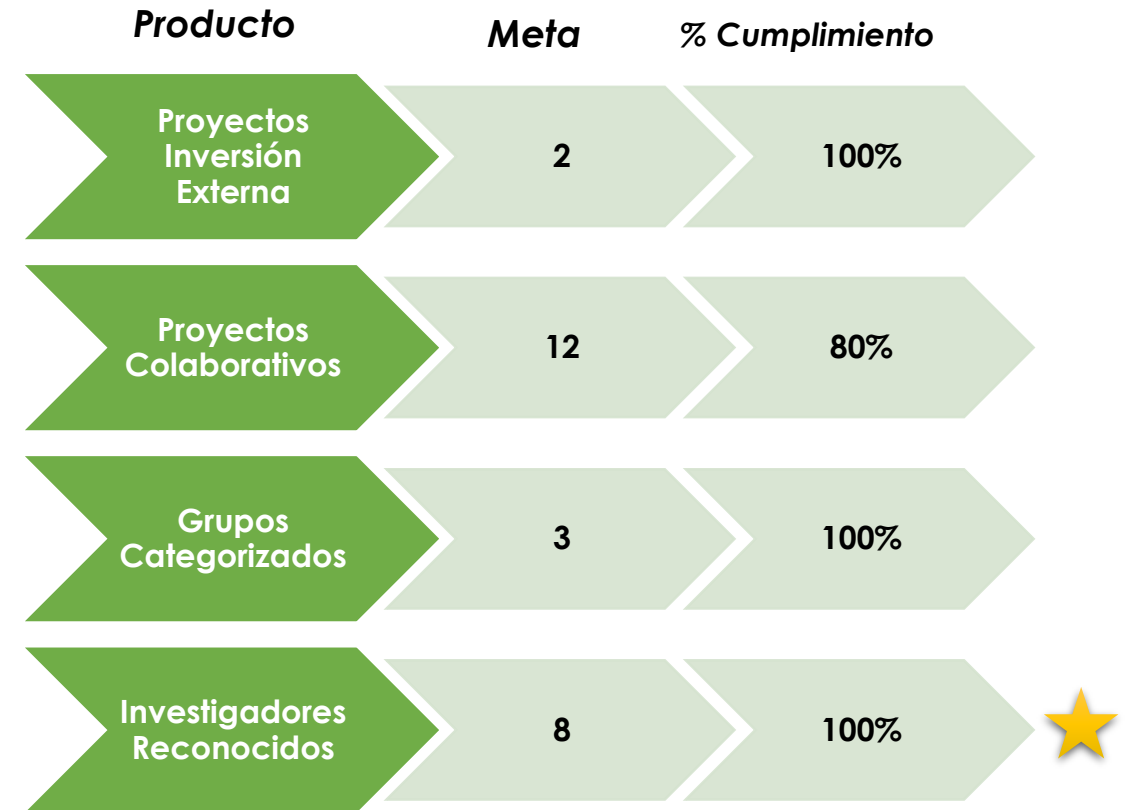 Producto Meta % Cumplimiento
Proyectos
Inversión
Externa
2
100%
Proyectos
Colaborativos
12
80%
Grupos
Categorizados
3
100%
Investigadores
Reconocidos
8
100%